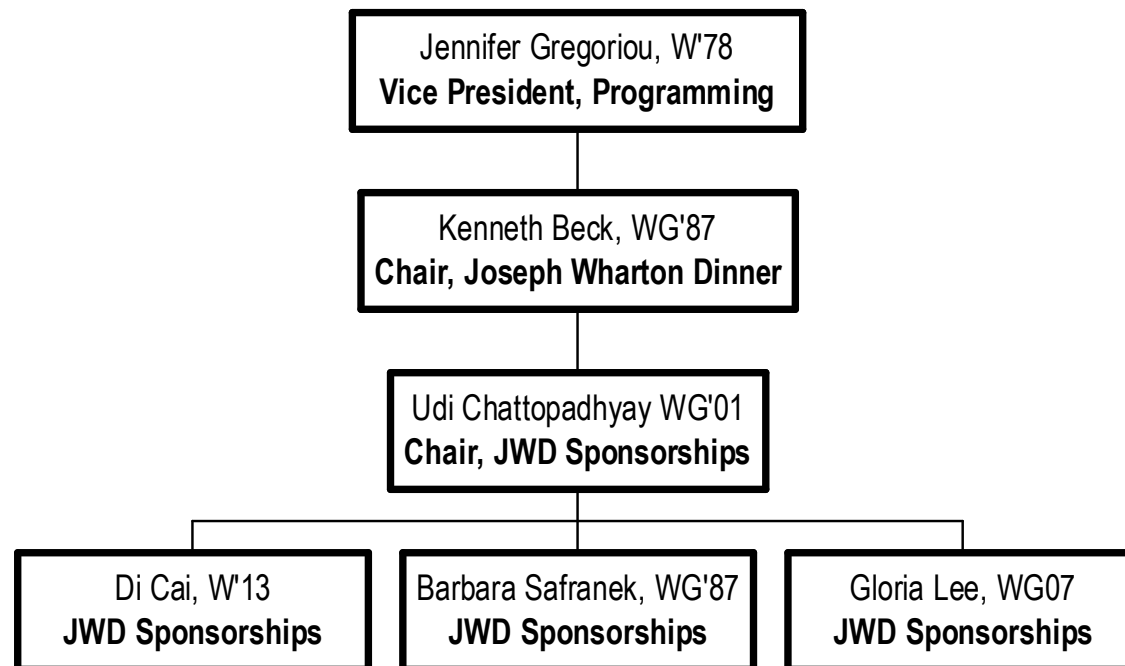 Jennifer Gregoriou, W'78
Vice President, Programming
Kenneth Beck, WG'87
Chair, Joseph Wharton Dinner
Udi Chattopadhyay WG'01
Chair, JWD Sponsorships
Di Cai, W'13
JWD Sponsorships
Barbara Safranek, WG'87
JWD Sponsorships
Gloria Lee, WG07
JWD Sponsorships